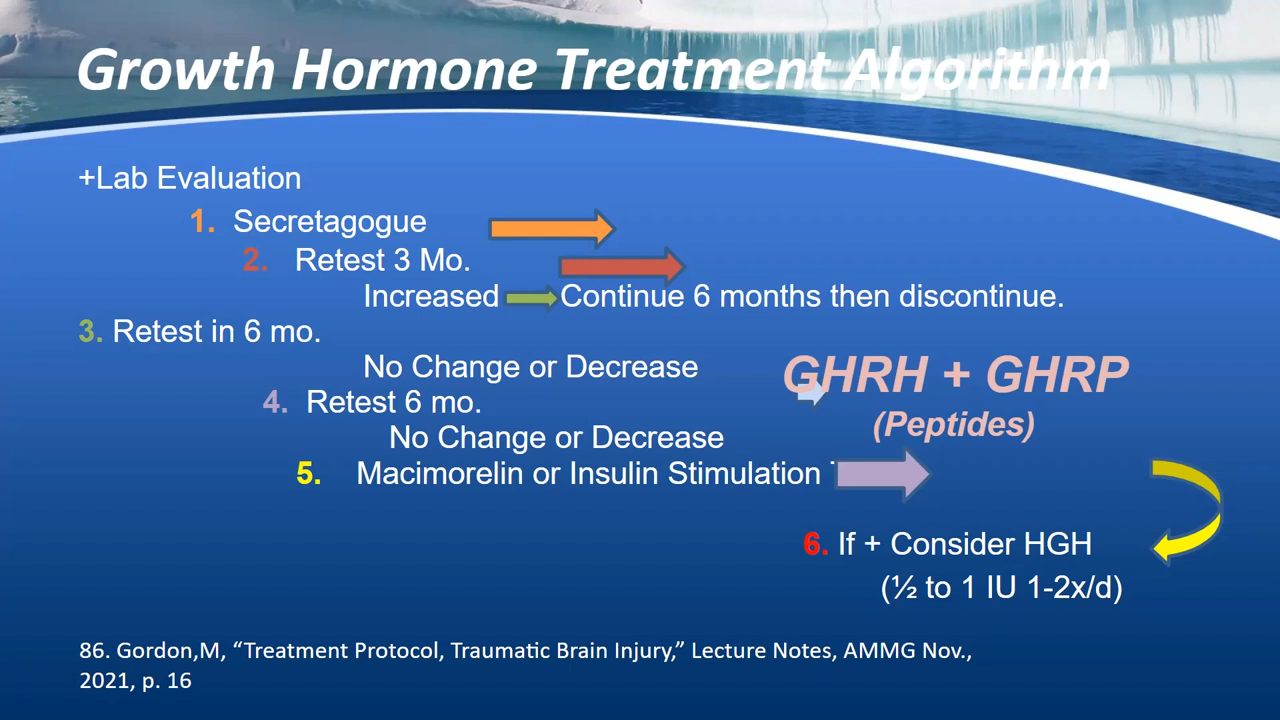 Growth Hormone Treatment Algorithm
+Lab Evaluation
1. Secretagogue
2. Retest 3 Mo.
Increased Continue 6 months then discontinue.
3. Retest in 6 mo.
No Change or Decrease
GHRH + GHRP
(Peptides)
4. Retest 6 mo.
No Change or Decrease
5. Macimorelin or Insulin Stimulation
6. If + Consider HGH
(½ to 1 IU 1-2x/d)
86. Gordon,M, “Treatment Protocol, Traumatic Brain Injury,” Lecture Notes, AMMG Nov.,
2021, p. 16